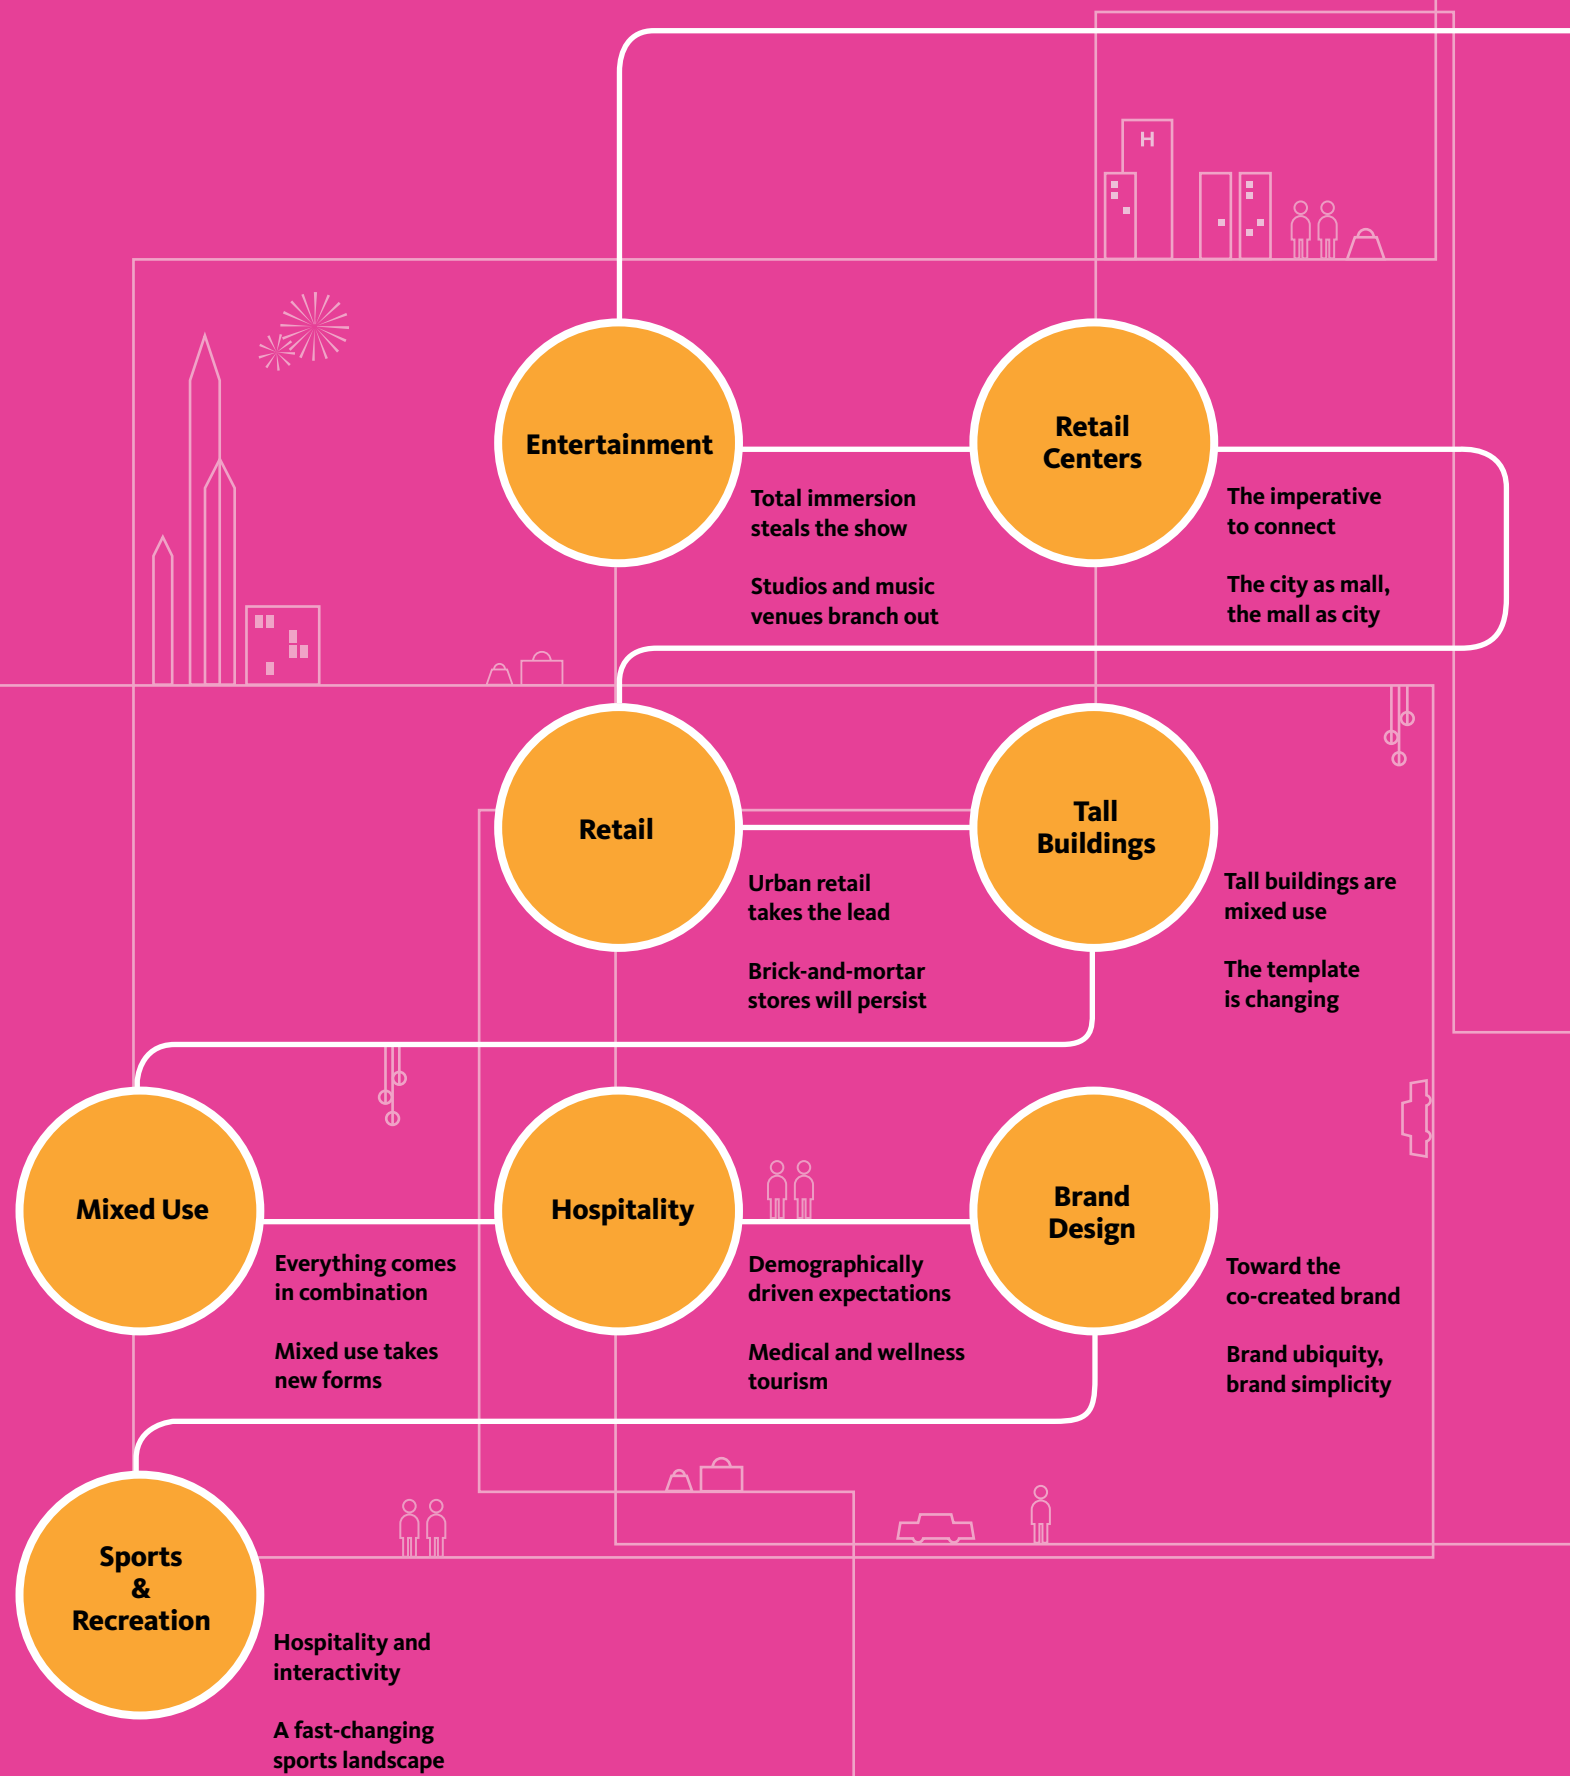 H
Entertainment
Total immersion
steals the show
Studios and music
venues branch out
Retail
Centers
The imperative
to connect
The city as mall,
the mall as city
Retail
Urban retail
takes the lead
Brick-and-mortar
stores will persist
Tall
Buildings
Tall buildings are
mixed use
The template
is changing
Mixed Use
Everything comes
in combination
Mixed use takes
new forms
Hospitality
Demographically
driven expectations
Medical and wellness
tourism
Brand
Design
Toward the
co-created brand
Brand ubiquity,
brand simplicity
Sports
&
Recreation
Hospitality and
interactivity
A fast-changing
sports landscape